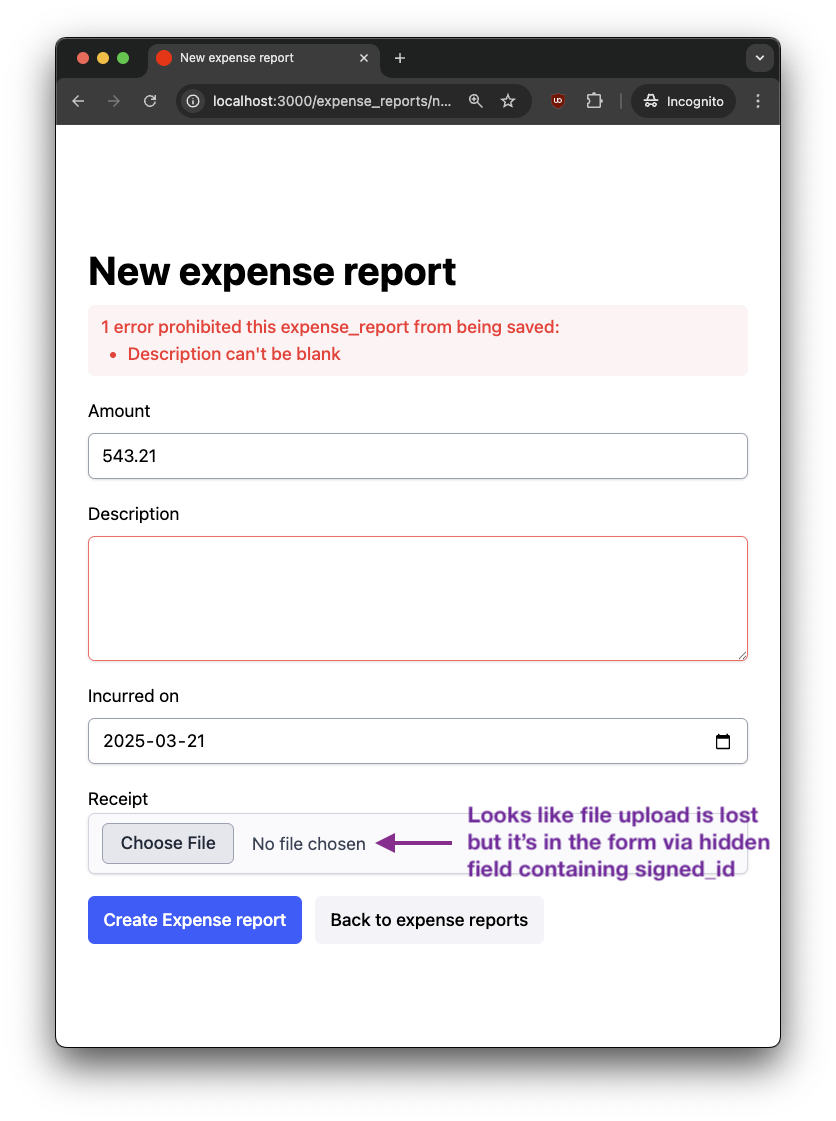 New expense report
localhost:3000/expense_reports/n...
UD
Incognito
New expense report
1 error prohibited this expense_report from being saved:
• Description can't be blank
Amount
543.21
Description
Incurred on
2025-03-21
Receipt
Choose File
No file chosen
Looks like file upload is lost
but it's in the form via hidden
field containing signed_id
Create Expense report
Back to expense reports